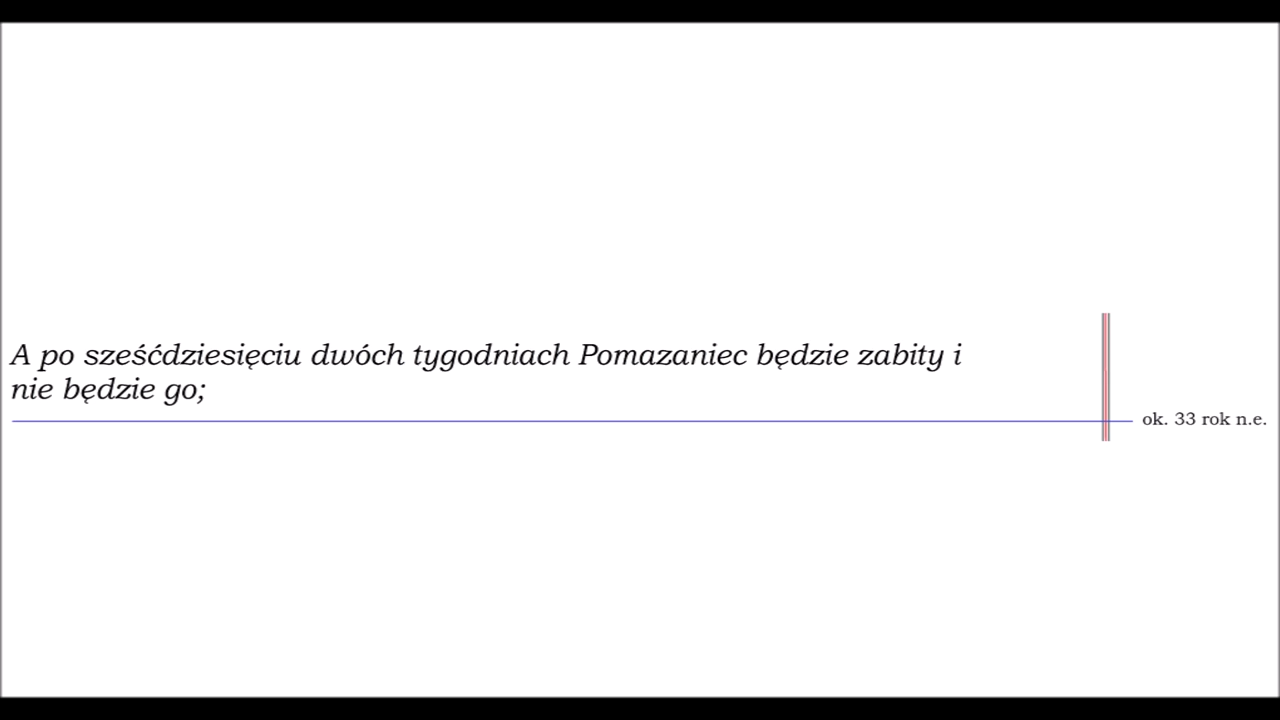 A po sześćdziesięciu dwóch tygodniach Pomazaniec będzie zabity i
nie będzie go;
ok. 33 rok n.e.